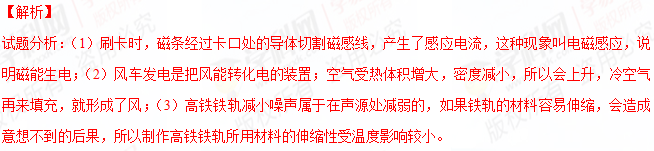 【解析】
试题分析：（1）刷卡时，磁条经过卡口处的导体切割磁感线，产生了感应电流，这种现象叫电磁感应，说
明磁能生电；（2）风车发电是把风能转化电的装置；空气受热体积增大，密度减小，所以会上升，冷空气
再来填充，就形成了风；（3）高铁铁轨减小噪声属于在声源处减弱的，如果铁轨的材料容易伸缩，会造成
意想不到的后果，所以制作高铁铁轨所用材料的伸缩性受温度影响较小。